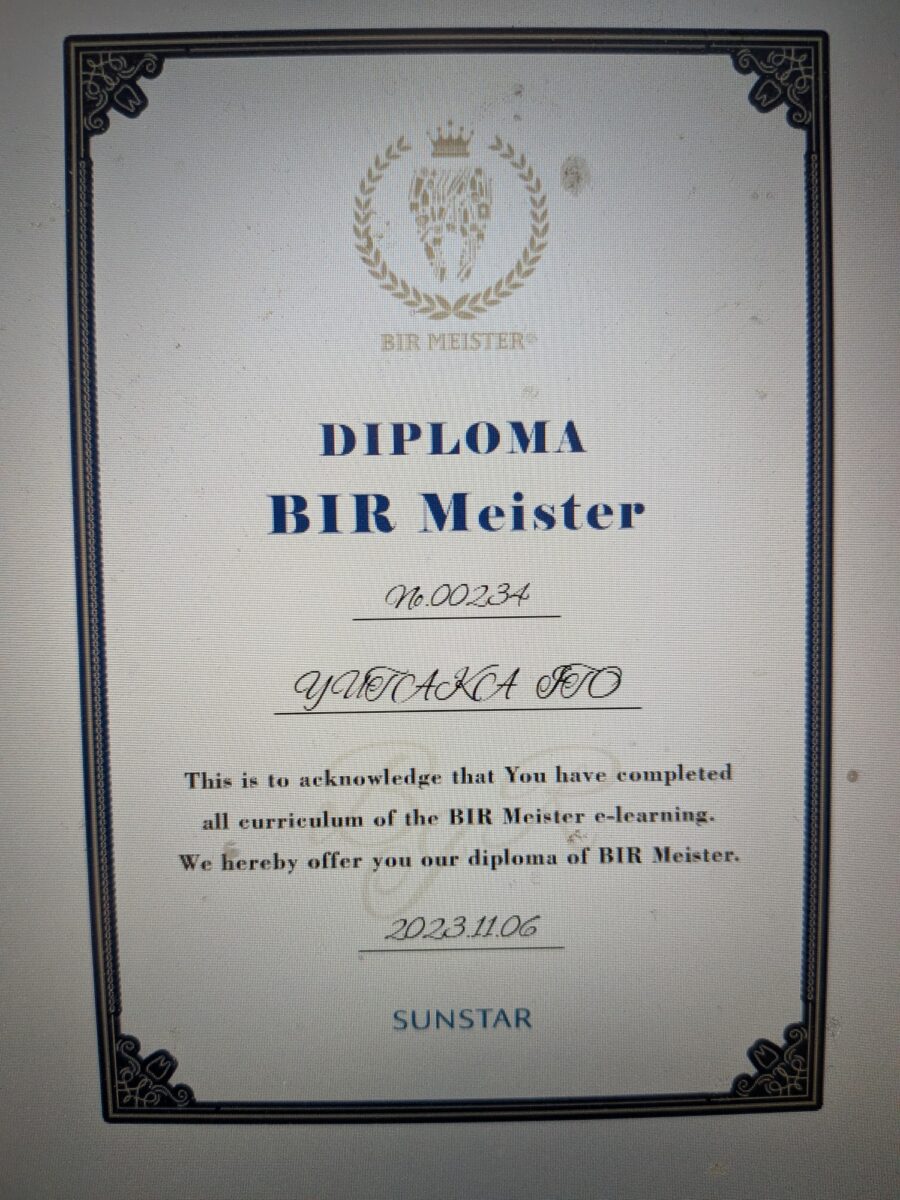 BIR MEISTER®
DIPLOMA
BIR Meister
No.00234
YUTAKA ITO
This is to acknowledge that You have completed
all curriculum of the BIR Meister e-learning.
We hereby offer you our diploma of BIR Meister.
2023.11.06
SUNSTAR